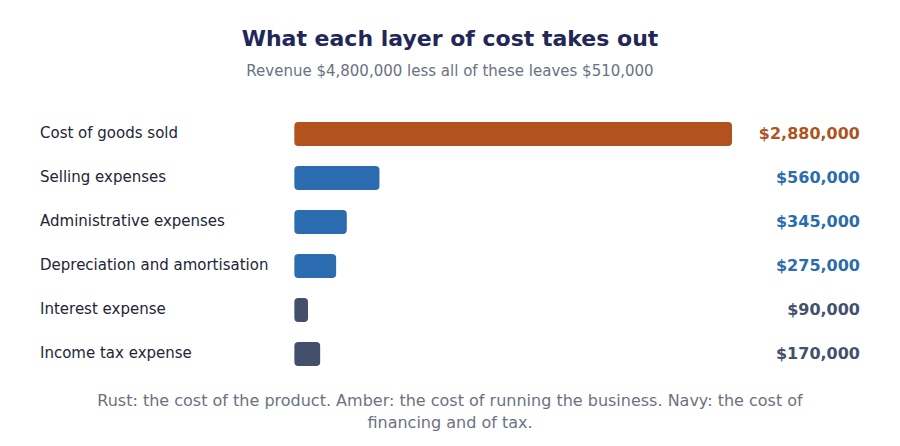 What each layer of cost takes out
Revenue $4,800,000 less all of these leaves $510,000
Cost of goods sold $2,880,000
Selling expenses $560,000
Administrative expenses $345,000
Depreciation and amortisation $275,000
Interest expense $90,000
Income tax expense $170,000
Rust: the cost of the product. Amber: the cost of running the business. Navy: the cost of
financing and of tax.